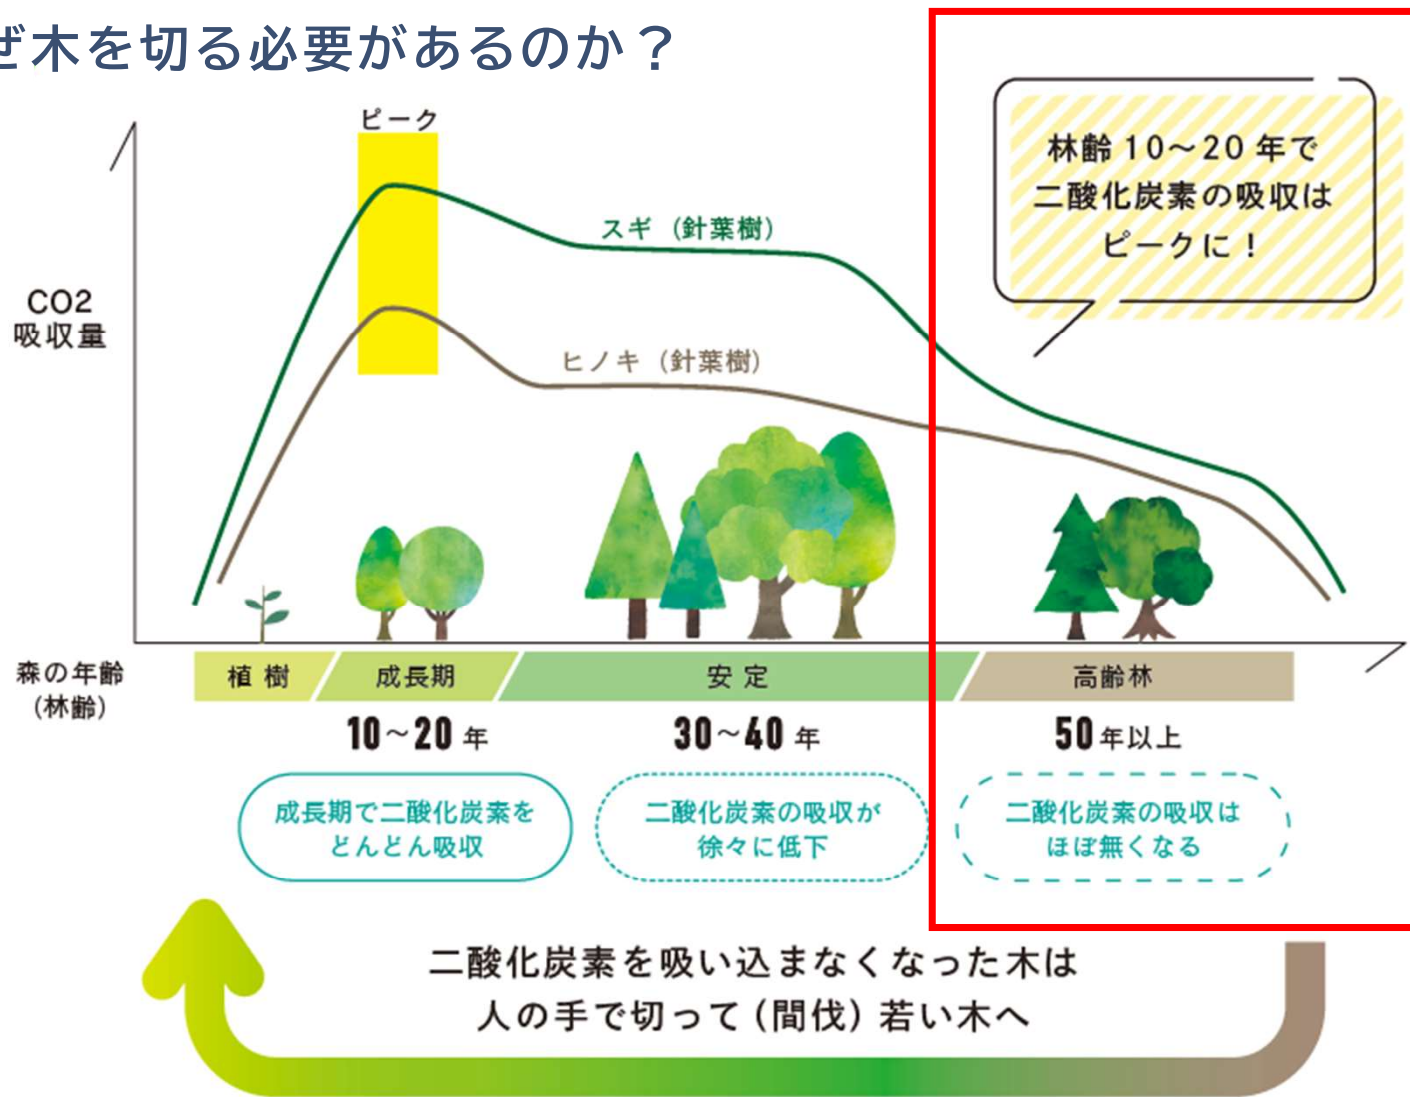 ぜ木を切る必要があるのか？
ピーク
林齢 10～20 年で
二酸化炭素の吸収は
ピークに！
スギ（針葉樹）
CO2
吸収量
ヒノキ（針葉樹）
森の年齢
（林齢）
植樹
成長期
安定
高齢林
10～20 年
30～40 年
50年以上
成長期で二酸化炭素を
どんどん吸収
二酸化炭素の吸収が
徐々に低下
二酸化炭素の吸収は
ほぼ無くなる
二酸化炭素を吸い込まなくなった木は
人の手で切って（間伐）若い木へ